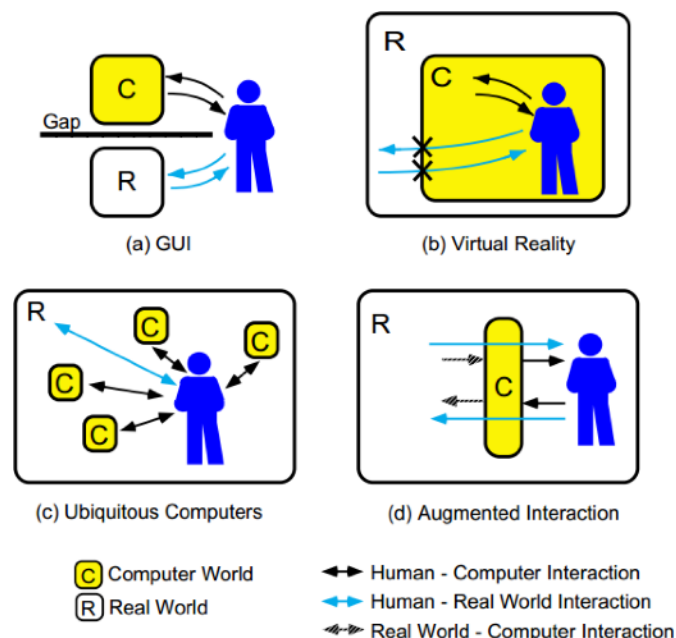 C
Gap
R
(a) GUI
R
C
(b) Virtual Reality
R
C
C
C
C
(c) Ubiquitous Computers
R
C
(d) Augmented Interaction
C Computer World
R Real World
Human - Computer Interaction
Human - Real World Interaction
Real World - Computer Interaction